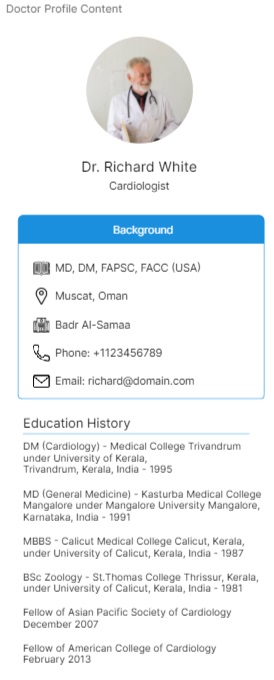 Doctor Profile Content
Dr. Richard White
Cardiologist
Background
MD, DM, FAPSC, FACC (USA)
Muscat, Oman
Badr Al-Samaa
Phone: +1123456789
Email: richard@domain.com
Education History
DM (Cardiology) - Medical College Trivandrum
under University of Kerala,
Trivandrum, Kerala, India - 1995
MD (General Medicine) - Kasturba Medical College
Mangalore under Mangalore University Mangalore,
Karnataka, India - 1991
MBBS - Calicut Medical College Calicut, Kerala,
under University of Calicut, Kerala, India - 1987
BSc Zoology - St.Thomas College Thrissur, Kerala,
under University of Calicut, Kerala, India - 1981
Fellow of Asian Pacific Society of Cardiology
December 2007
Fellow of American College of Cardiology
February 2013